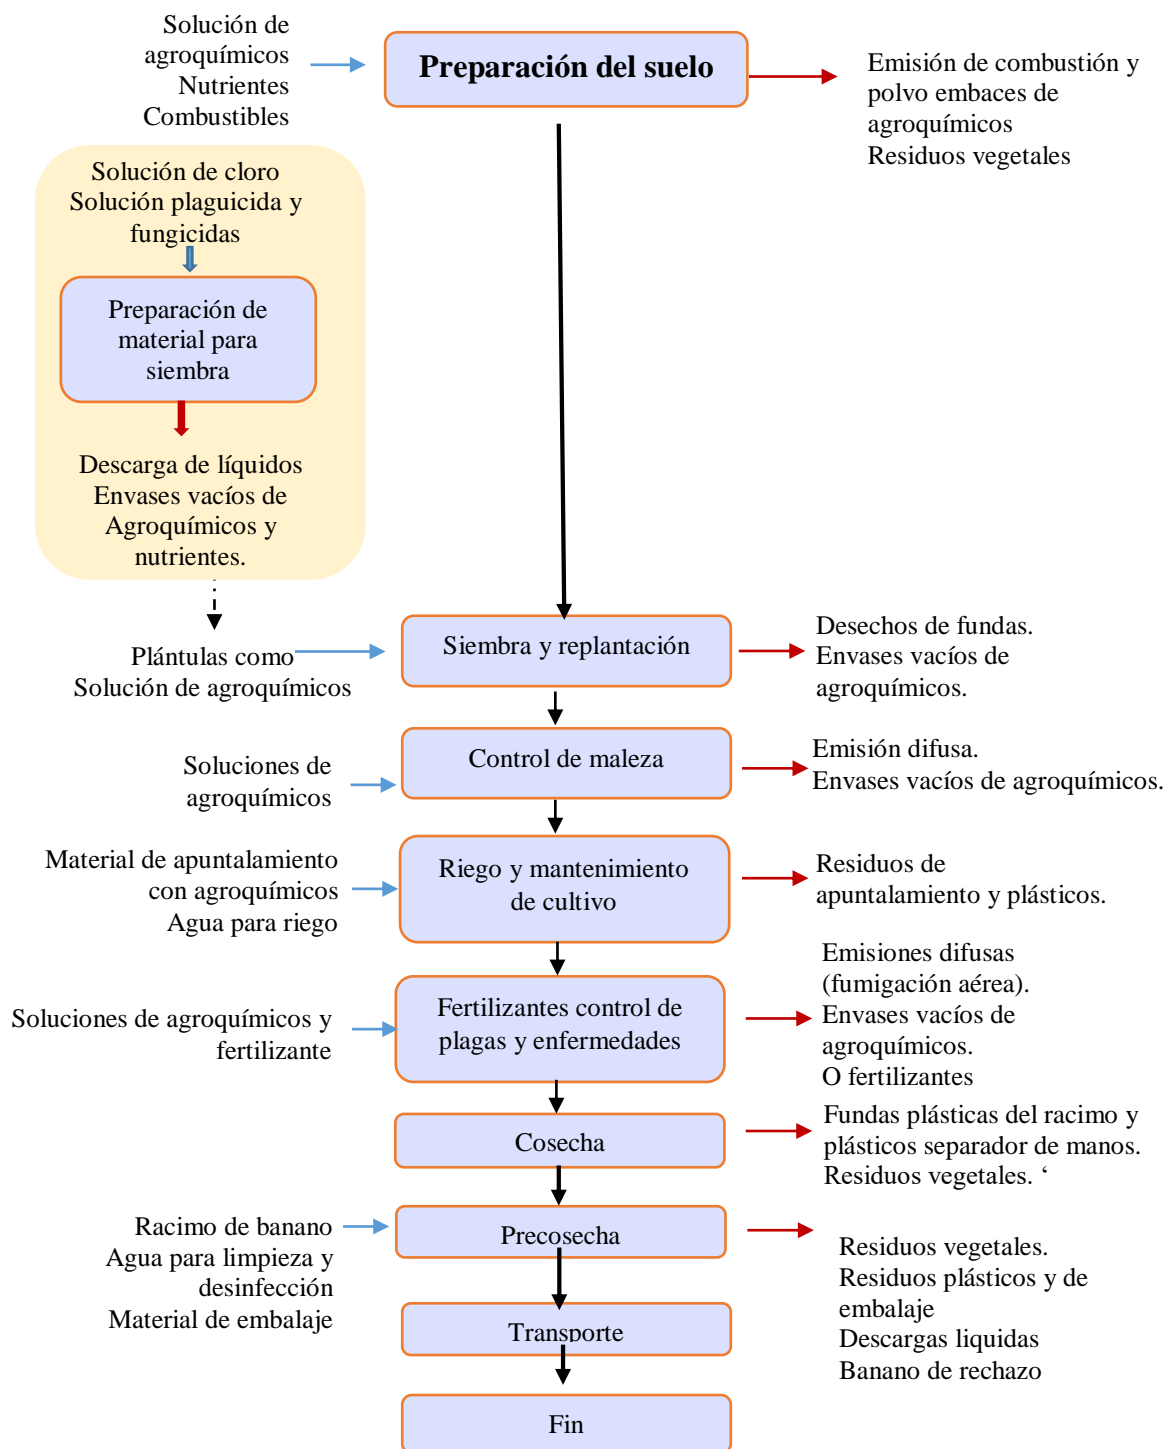 Solución de
agroquímicos
Nutrientes
Combustibles
Preparación del suelo
Emisión de combustión y
polvo embaces de
agroquímicos
Residuos vegetales
Solución de cloro
Solución plaguicida y
fungicidas
Preparación de
material para
siembra
Descarga de líquidos
Envases vacíos de
Agroquímicos y
nutrientes.
Plántulas como
Solución de agroquímicos
Siembra y replantación
Desechos de fundas.
Envases vacíos de
agroquímicos.
Soluciones de
agroquímicos
Control de maleza
Emisión difusa.
Envases vacíos de agroquímicos.
Material de apuntalamiento
con agroquímicos
Agua para riego
Riego y mantenimiento
de cultivo
Residuos de
apuntalamiento y plásticos.
Soluciones de agroquímicos y
fertilizante
Fertilizantes control de
plagas y enfermedades
Emisiones difusas
(fumigación aérea).
Envases vacíos de
agroquímicos.
O fertilizantes
Cosecha
Fundas plásticas del racimo y
plásticos separador de manos.
Residuos vegetales. ‘
Racimo de banano
Agua para limpieza y
desinfección
Material de embalaje
Precosecha
Residuos vegetales.
Residuos plásticos y de
embalaje
Descargas liquidas
Banano de rechazo
Transporte
Fin